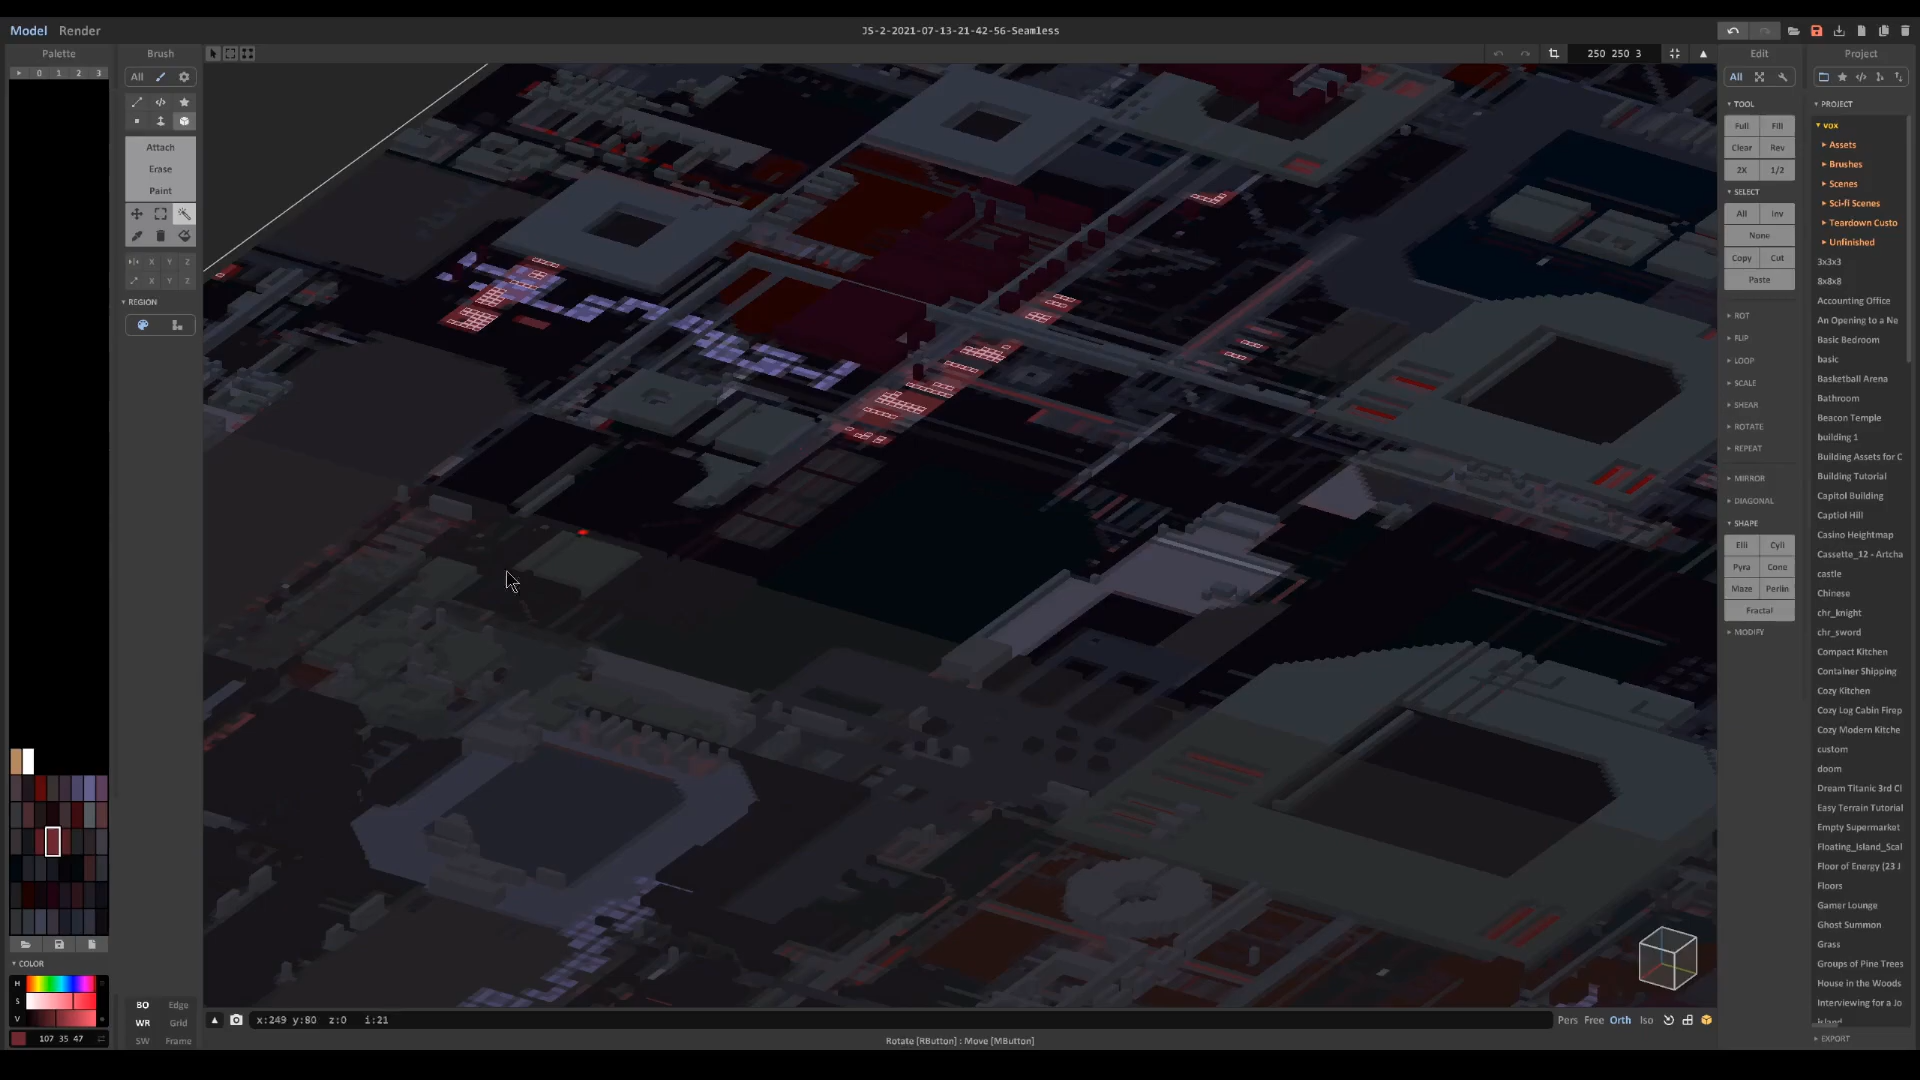 Model Render
JS-2-2021-07-13-21-42-56-Seamless
Palette
Brush
250 250 3
Edit
Project
0 1 2 3
All
All
TOOL
PROJECT
Full Fill
Clear Rev
2X 1/2
SELECT
All Inv
None
Copy Cut
Paste
ROT
FLIP
LOOP
SCALE
SHEAR
ROTATE
REPEAT
MIRROR
DIAGONAL
SHAPE
Elli Cyli
Pyra Cone
Maze Perlin
Fractal
MODIFY
Attach
Erase
Paint
X Y Z
X Y Z
REGION
vox
Assets
Brushes
Scenes
Sci-fi Scenes
Teardown Custo
Unfinished
3x3x3
8x8x8
Accounting Office
An Opening to a Ne
Basic Bedroom
basic
Basketball Arena
Bathroom
Beacon Temple
building 1
Building Assets for C
Building Tutorial
Capitol Building
Captiol Hill
Casino Heightmap
Cassette_12 - Artcha
castle
Chinese
chr_knight
chr_sword
Compact Kitchen
Container Shipping
Cozy Kitchen
Cozy Log Cabin Firep
Cozy Modern Kitche
custom
doom
Dream Titanic 3rd Cl
Easy Terrain Tutorial
Empty Supermarket
Floating_Island_Scal
Floor of Energy (23 J
Floors
Gamer Lounge
Ghost Summon
Grass
Groups of Pine Trees
House in the Woods
Interviewing for a Jo
island
EXPORT
COLOR
H
S
V
107 35 47
BO Edge
WR Grid
SW Frame
x:249 y:80 z:0 i:21
Pers Free Orth Iso
Rotate [RButton] : Move [MButton]